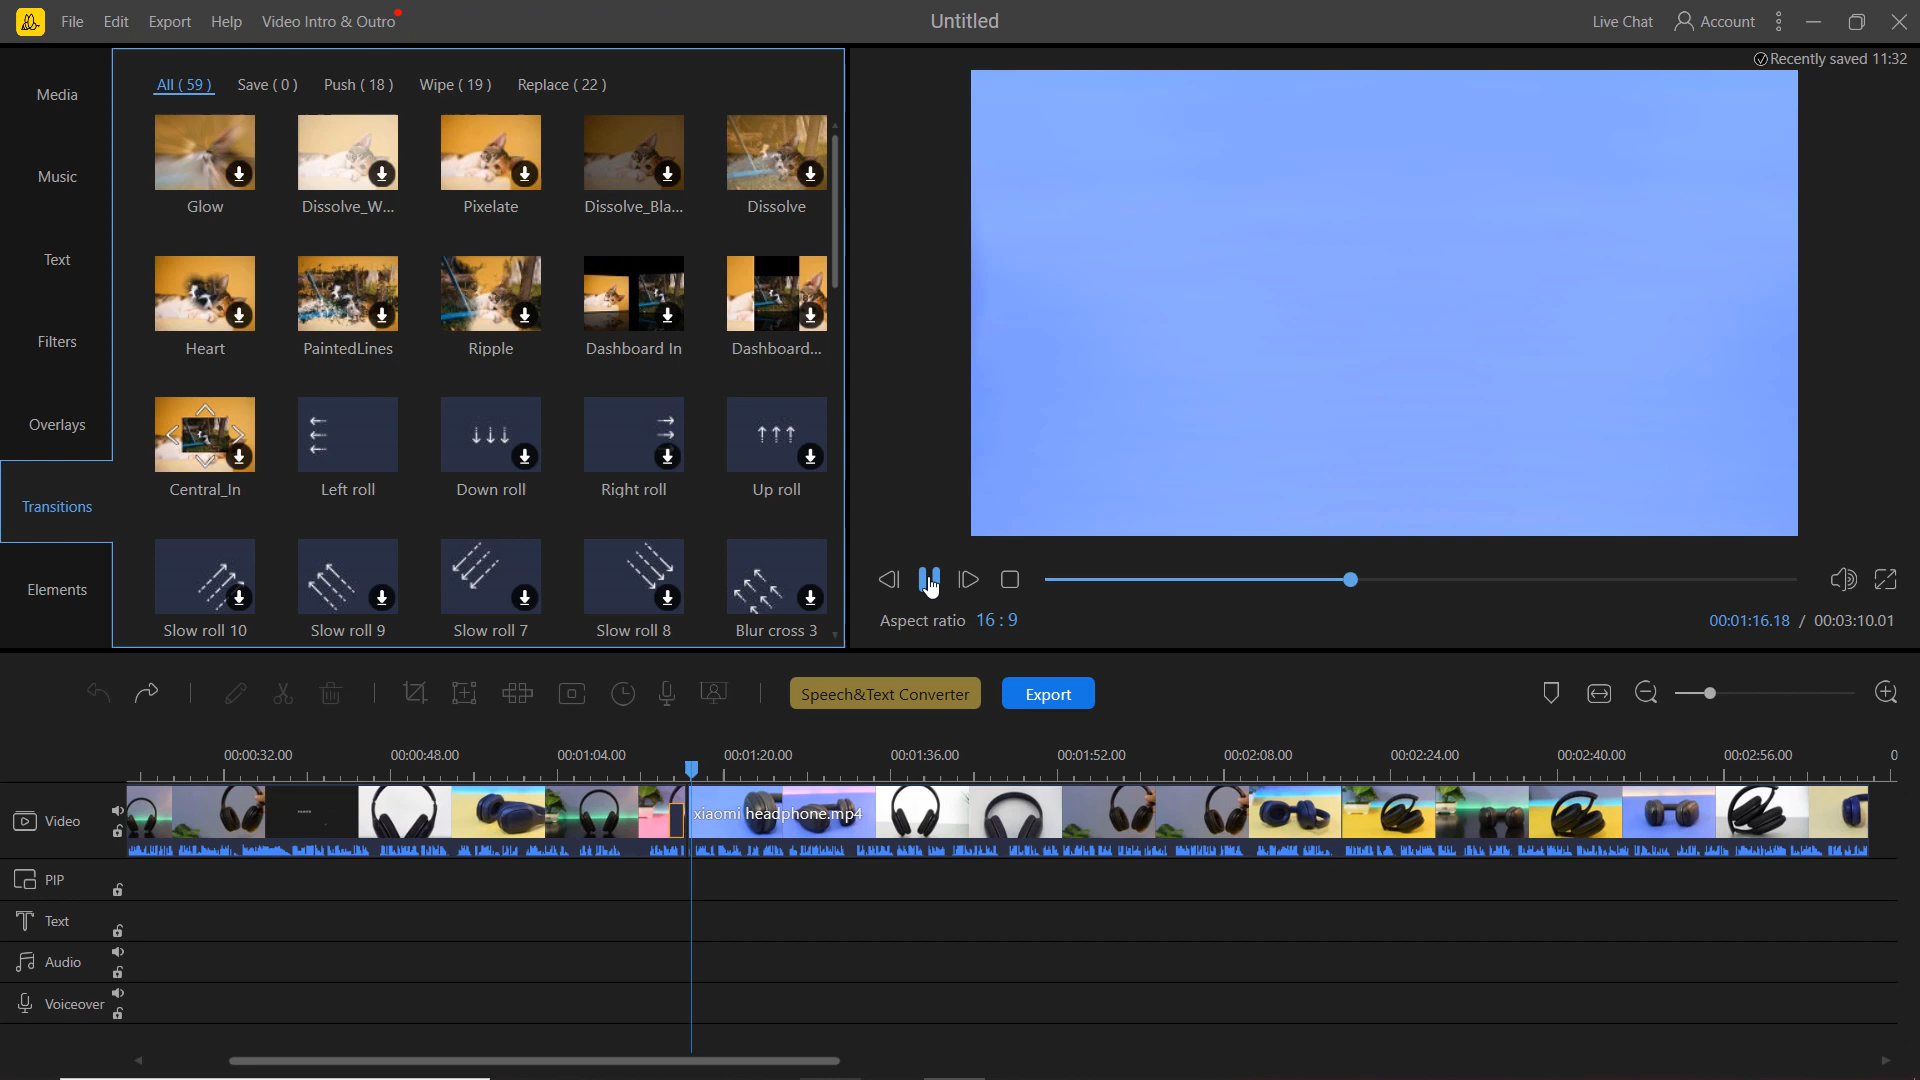 File Edit Export Help Video Intro & Outro Untitled Live Chat Account
Recently saved 11:32
Media
Music
Text
Filters
Overlays
Transitions
Elements
All ( 59 ) Save ( 0 ) Push ( 18 ) Wipe ( 19 ) Replace ( 22 )
Glow Dissolve_W... Pixelate Dissolve_Bla... Dissolve
Heart PaintedLines Ripple Dashboard In Dashboard...
Central_In Left roll Down roll Right roll Up roll
Slow roll 10 Slow roll 9 Slow roll 7 Slow roll 8 Blur cross 3
Aspect ratio 16 : 9 00:01:16.18 / 00:03:10.01
Speech&Text Converter Export
00:00:32.00 00:00:48.00 00:01:04.00 00:01:20.00 00:01:36.00 00:01:52.00 00:02:08.00 00:02:24.00 00:02:40.00 00:02:56.00 0
Video xiaomi headphone.mp4
PIP
Text
Audio
Voiceover